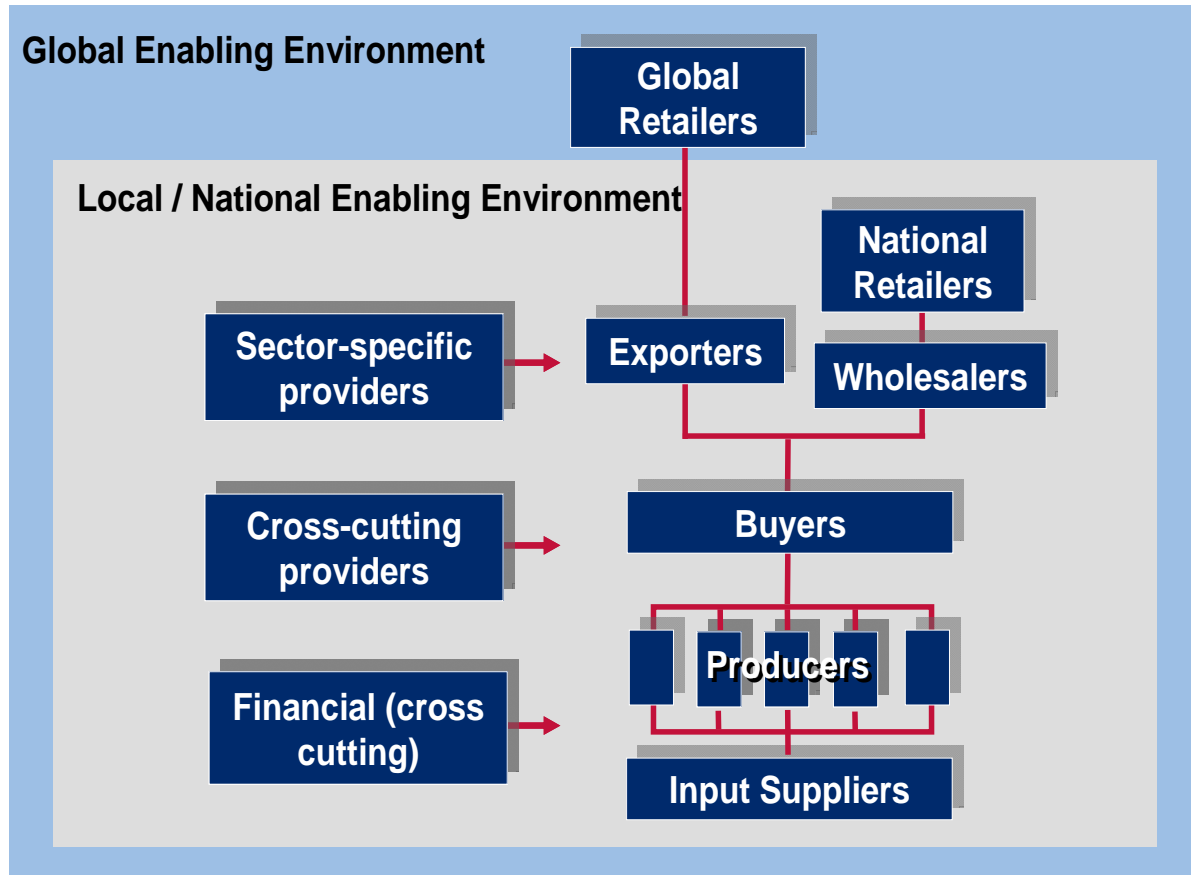 Global Enabling Environment
Global
Retailers
Local / National Enabling Environment
National
Retailers
Sector-specific
providers
Exporters
Wholesalers
Cross-cutting
providers
Buyers
Producers
Financial (cross
cutting)
Input Suppliers